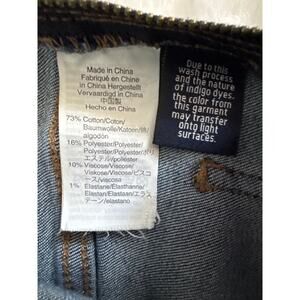 Made in China
Fabriqué en Chine
in China Hergestellt
Vervaardigd in China
中国製
Hecho en China
73% Cotton/Coton/
Baumwolle/Katoen/綿/
algodón
16% Polyester/Polyester/
Polyester/Polyester/ポリ
エステル/poliéster
10% Viscose/Viscose/
Viskose/Viscose/ビスコ
ース/viscosa
1% Elastane/Elasthanne/
Elastan/Elastaan/エラス
テーン/elastano
Due to this
wash process
and the nature
of indigo dyes,
the color from
this garment
may transfer
onto light
surfaces.